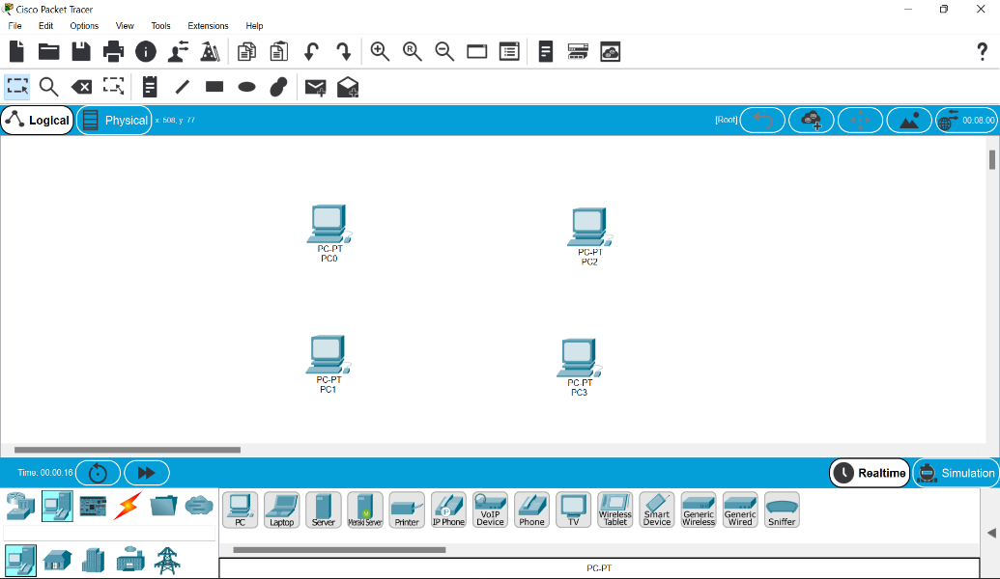 Cisco Packet Tracer
File Edit Options View Tools Extensions Help
Logical Physical x: 508, y: 77 [Root] 00:08:00
PC-PT
PC0
PC-PT
PC2
PC-PT
PC1
PC-PT
PC3
Time: 00:00:16 Realtime Simulation
PC Laptop Server Meraki Server Printer IP Phone VoIP Device Phone TV Wireless Tablet Smart Device Generic Wireless Generic Wired Sniffer
PC-PT